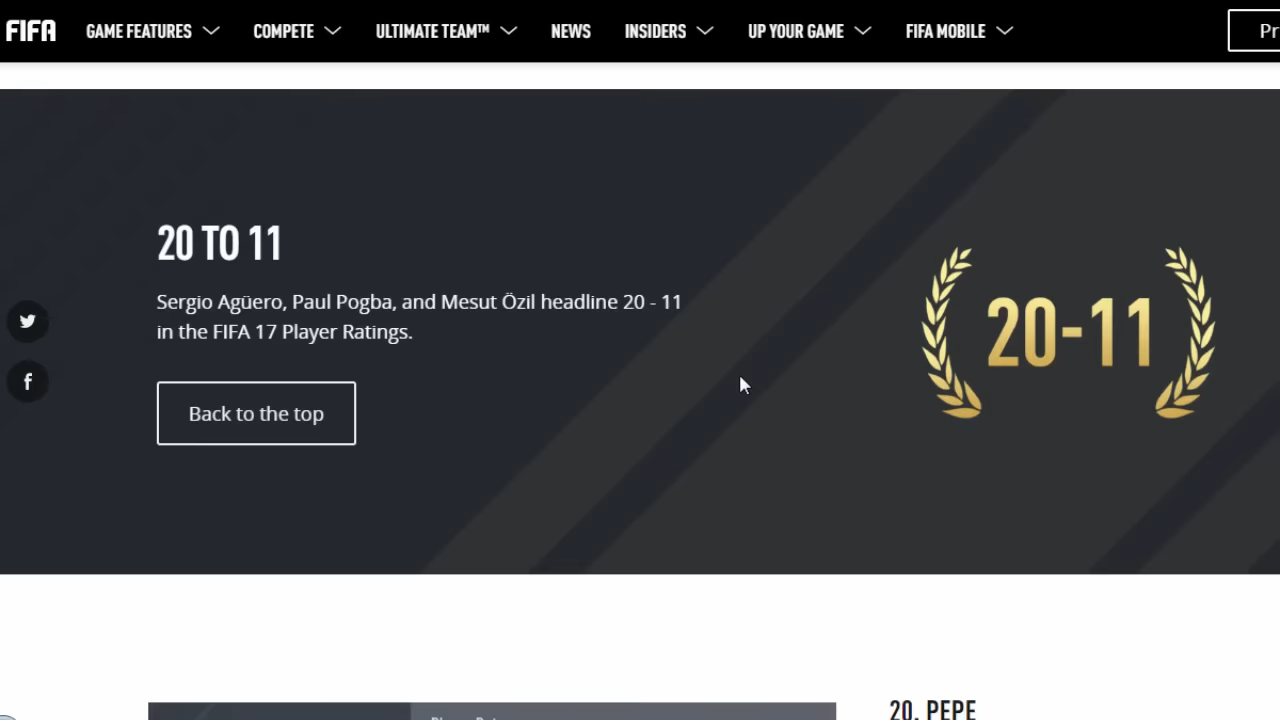 FIFA GAME FEATURES COMPETE ULTIMATE TEAM™ NEWS INSIDERS UP YOUR GAME FIFA MOBILE
20 TO 11
Sergio Agüero, Paul Pogba, and Mesut Özil headline 20 - 11
in the FIFA 17 Player Ratings.
Back to the top
20-11
20. PEPE